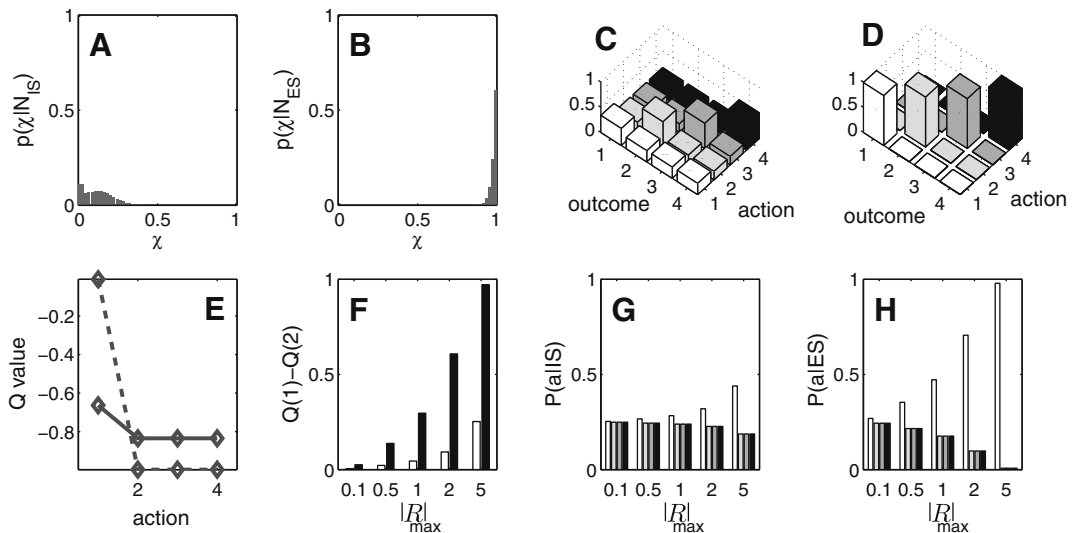 A
1
0.5
0
p(χ|N_IS)
0 0.5 1
χ
B
1
0.5
0
p(χ|N_ES)
0 0.5 1
χ
C
1
0.5
0
1 2 3 4
outcome
1 2 3 4
action
D
1
0.5
0
1 2 3 4
outcome
1 2 3 4
action
E
−0.2
−0.4
−0.6
−0.8
Q value
2 4
action
F
1
0.5
0
Q(1)−Q(2)
0.1 0.5 1 2 5
|R|max
G
1
0.5
0
P(a|IS)
0.1 0.5 1 2 5
|R|max
H
1
0.5
0
P(a|ES)
0.1 0.5 1 2 5
|R|max